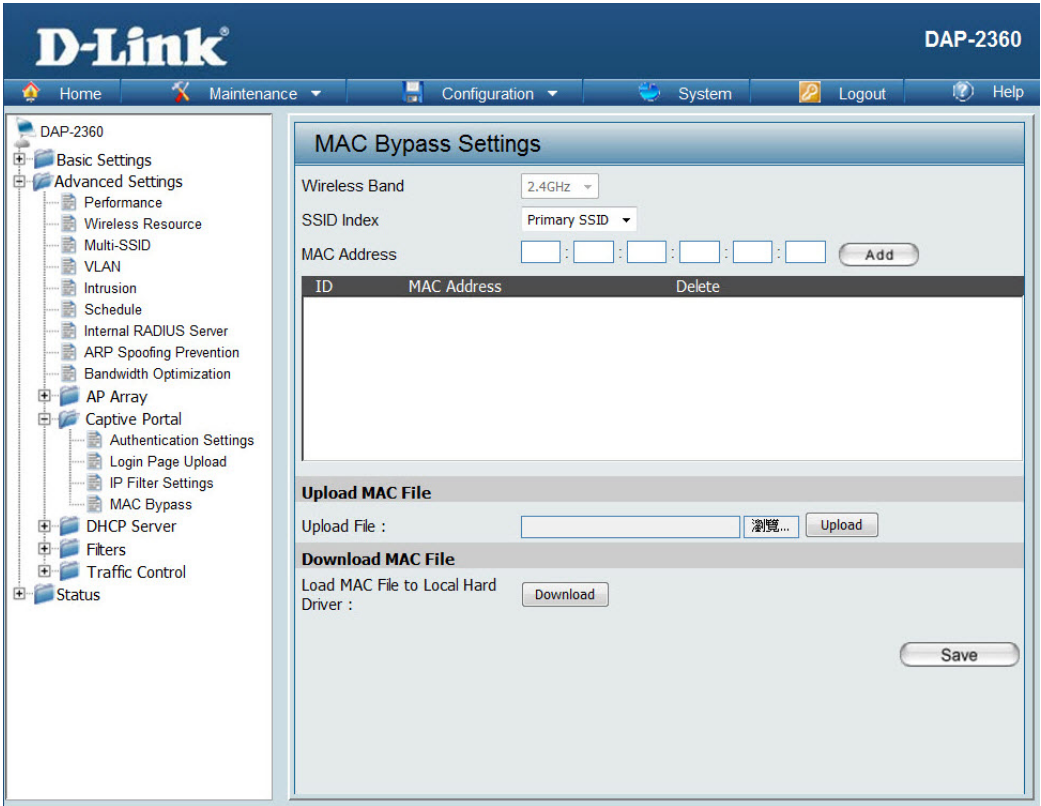 D-Link®
DAP-2360
Home Maintenance Configuration System Logout Help
DAP-2360
Basic Settings
Advanced Settings
Performance
Wireless Resource
Multi-SSID
VLAN
Intrusion
Schedule
Internal RADIUS Server
ARP Spoofing Prevention
Bandwidth Optimization
AP Array
Captive Portal
Authentication Settings
Login Page Upload
IP Filter Settings
MAC Bypass
DHCP Server
Filters
Traffic Control
Status
MAC Bypass Settings
Wireless Band 2.4GHz
SSID Index Primary SSID
MAC Address : : : : : Add
ID MAC Address Delete
Upload MAC File
Upload File : 瀏覽... Upload
Download MAC File
Load MAC File to Local Hard
Driver :
Download
Save